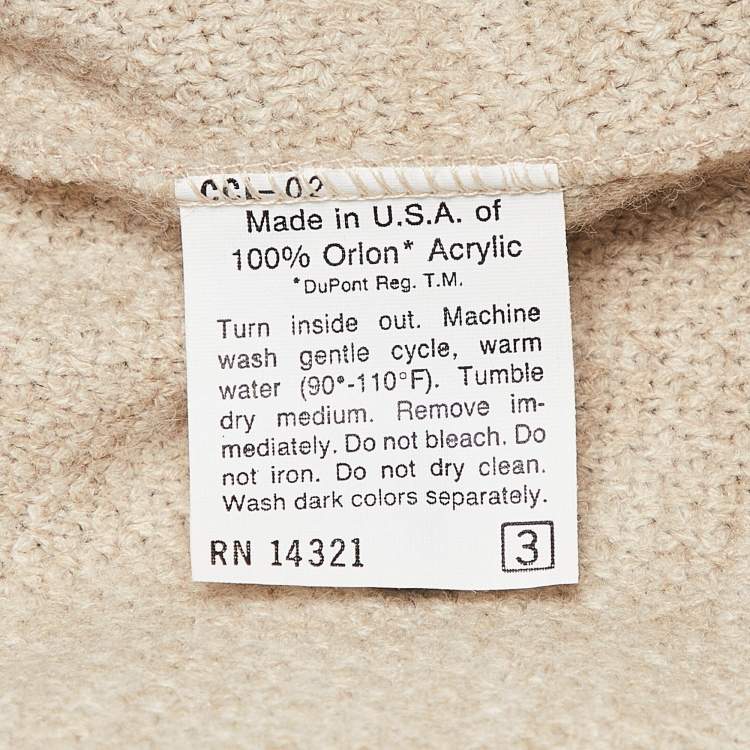 Made in U.S.A. of
100% Orlon* Acrylic
*DuPont Reg. T.M.
Turn inside out. Machine
wash gentle cycle, warm
water (90°-110°F). Tumble
dry medium. Remove im-
mediately. Do not bleach. Do
not iron. Do not dry clean.
Wash dark colors separately.
RN 14321
3